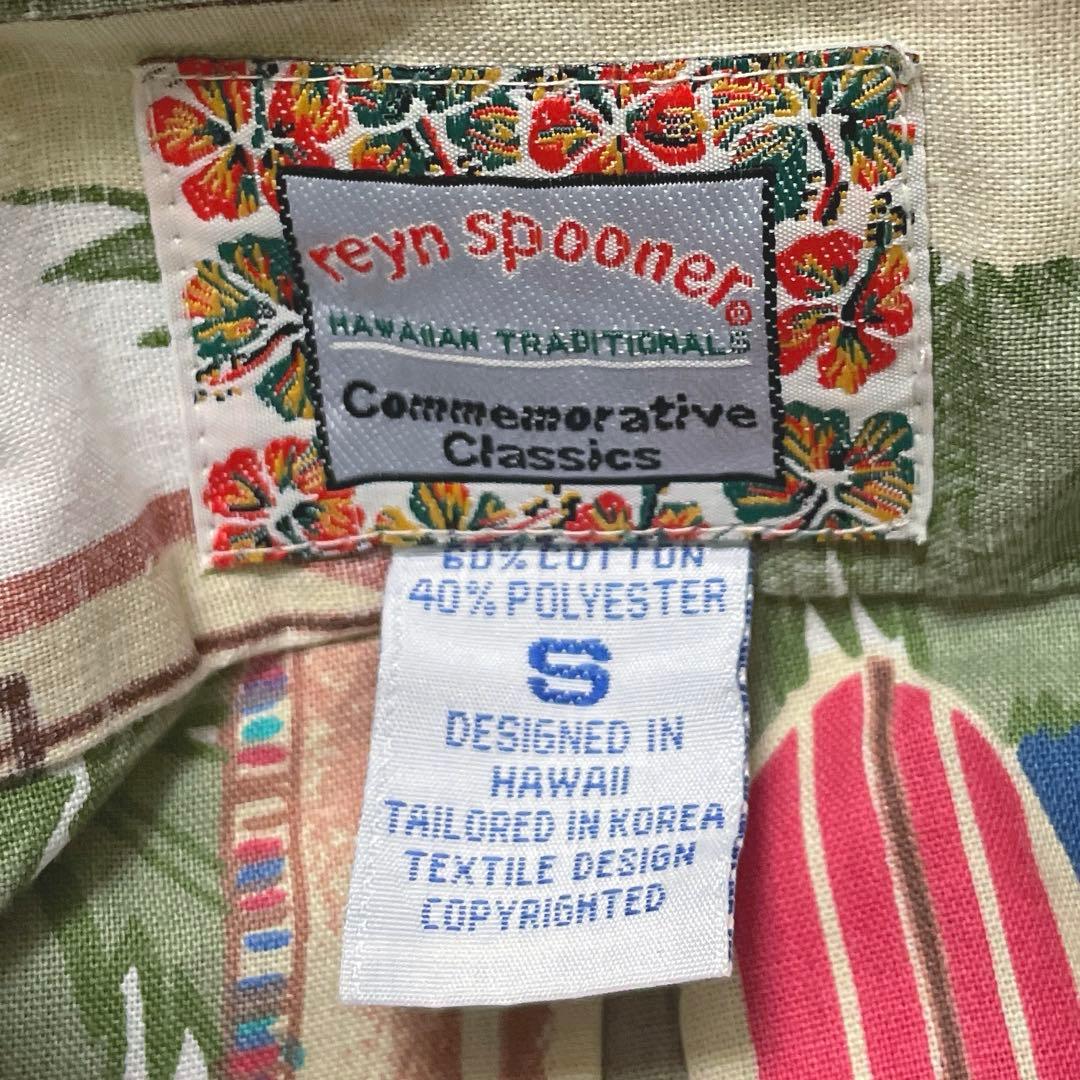 reyn spooner®
HAWAIIAN TRADITIONALS
Commemorative
Classics
60% COTTON
40% POLYESTER
S
DESIGNED IN
HAWAII
TAILORED IN KOREA
TEXTILE DESIGN
COPYRIGHTED